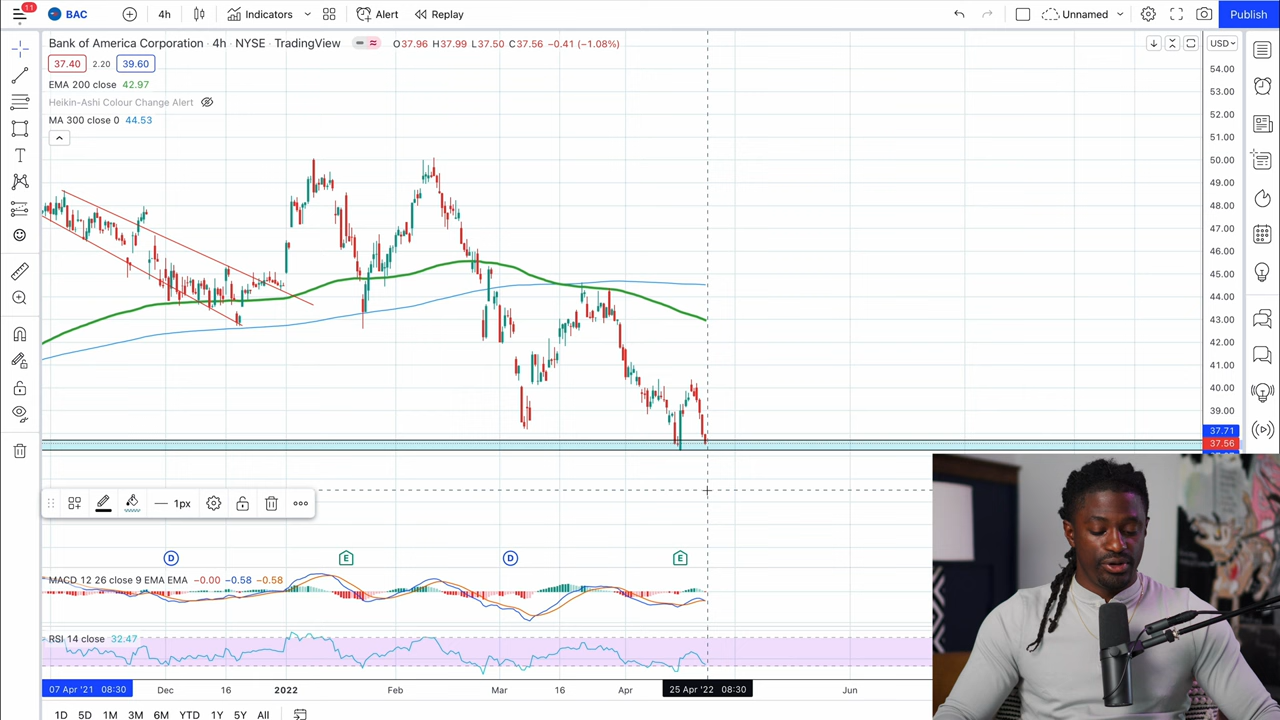 11 BAC 4h Indicators Alert Replay Unnamed Publish
Bank of America Corporation · 4h · NYSE · TradingView O37.96 H37.99 L37.50 C37.56 −0.41 (−1.08%) USD
37.40 2.20 39.60
EMA 200 close 42.97
Heikin-Ashi Colour Change Alert
MA 300 close 0 44.53
54.00
53.00
52.00
51.00
50.00
49.00
48.00
47.00
46.00
45.00
44.00
43.00
42.00
41.00
40.00
39.00
37.71
37.56
1px
D E D E
MACD 12 26 close 9 EMA EMA −0.00 −0.58 −0.58
RSI 14 close 32.47
07 Apr '21 08:30 Dec 16 2022 Feb Mar 16 Apr 25 Apr '22 08:30 Jun
1D 5D 1M 3M 6M YTD 1Y 5Y All